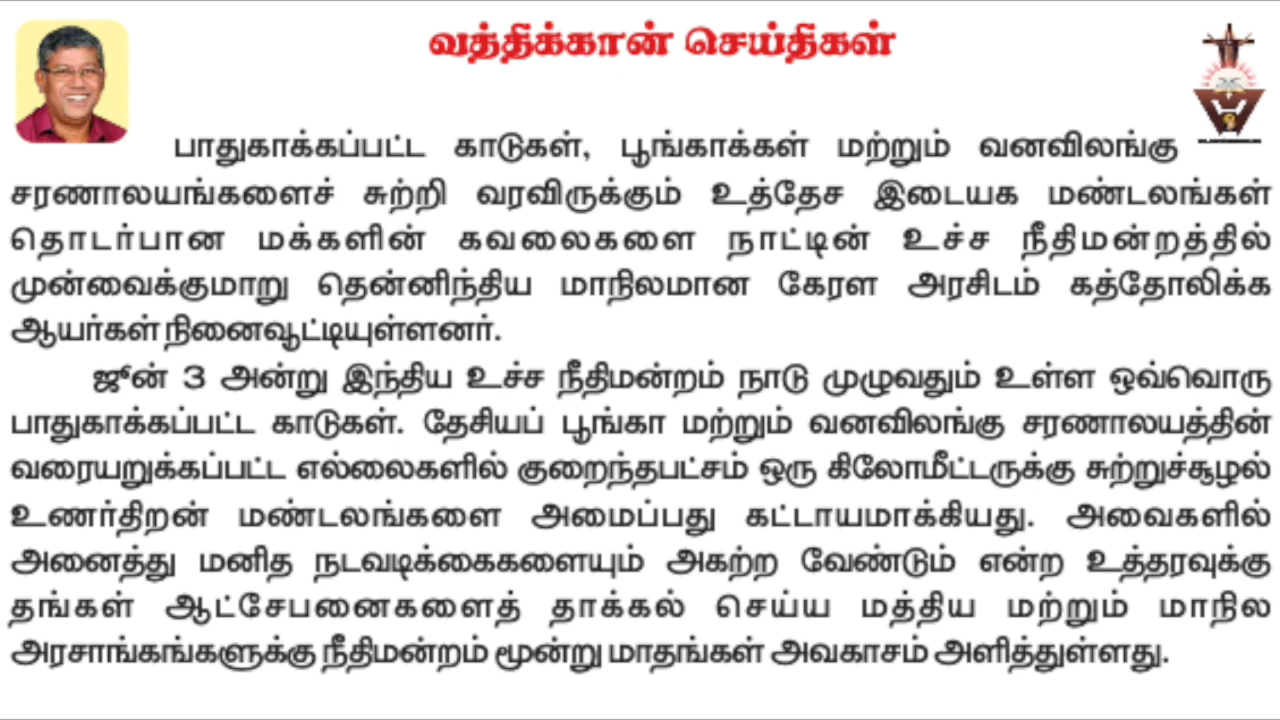 வத்திக்கான் செய்திகள்
பாதுகாக்கப்பட்ட காடுகள், பூங்காக்கள் மற்றும் வனவிலங்கு
சரணாலயங்களைச் சுற்றி வரவிருக்கும் உத்தேச இடையக மண்டலங்கள்
தொடர்பான மக்களின் கவலைகளை நாட்டின் உச்ச நீதிமன்றத்தில்
முன்வைக்குமாறு தென்னிந்திய மாநிலமான கேரள அரசிடம் கத்தோலிக்க
ஆயர்கள் நினைவூட்டியுள்ளனர்.
ஜூன் 3 அன்று இந்திய உச்ச நீதிமன்றம் நாடு முழுவதும் உள்ள ஒவ்வொரு
பாதுகாக்கப்பட்ட காடுகள். தேசியப் பூங்கா மற்றும் வனவிலங்கு சரணாலயத்தின்
வரையறுக்கப்பட்ட எல்லைகளில் குறைந்தபட்சம் ஒரு கிலோமீட்டருக்கு சுற்றுச்சூழல்
உணர்திறன் மண்டலங்களை அமைப்பது கட்டாயமாக்கியது. அவைகளில்
அனைத்து மனித நடவடிக்கைகளையும் அகற்ற வேண்டும் என்ற உத்தரவுக்கு
தங்கள் ஆட்சேபனைகளைத் தாக்கல் செய்ய மத்திய மற்றும் மாநில
அரசாங்கங்களுக்கு நீதிமன்றம் மூன்று மாதங்கள் அவகாசம் அளித்துள்ளது.